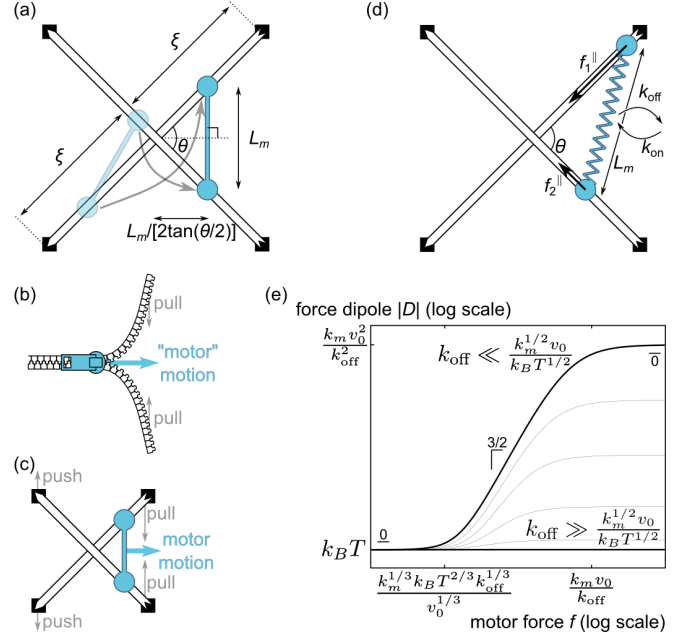 (a)
ξ
ξ
θ
L_m
L_m/[2tan(θ/2)]
(b)
pull
"motor"
motion
pull
(c)
push
pull
motor
motion
pull
push
(d)
f_1^∥
k_off
k_on
θ
L_m
f_2^∥
(e)
force dipole |D| (log scale)
k_m v_0^2 / k_off^2
k_off ≪ k_m^{1/2} v_0 / k_B T^{1/2}
0
3/2
0
k_off ≫ k_m^{1/2} v_0 / k_B T^{1/2}
k_B T
k_m^{1/3} k_B T^{2/3} k_off^{1/3} / v_0^{1/3}
k_m v_0 / k_off
motor force f (log scale)